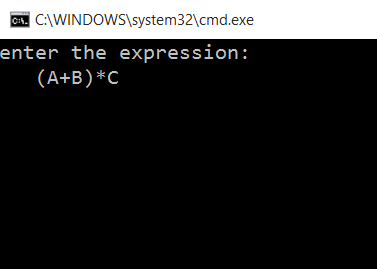 C:\WINDOWS\system32\cmd.exe
enter the expression:
(A+B)*C